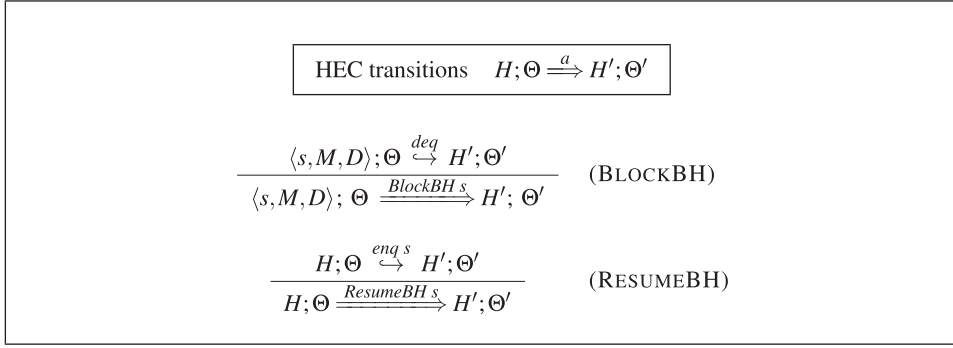 HEC transitions H;Θ =a⇒ H′;Θ′
⟨s,M,D⟩;Θ ↪deq H′;Θ′
⟨s,M,D⟩; Θ =BlockBH s⇒ H′; Θ′ (BLOCKBH)
H;Θ ↪enq s H′;Θ′
H;Θ =ResumeBH s⇒ H′;Θ′ (RESUMEBH)